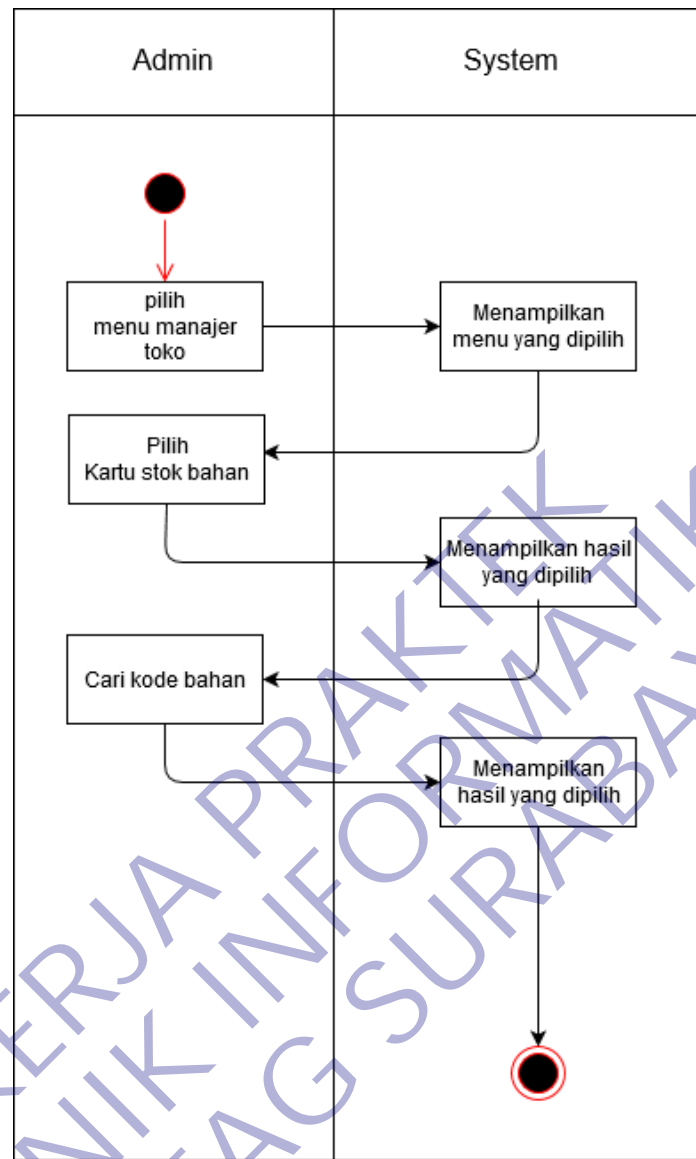 Admin
System
pilih
menu manajer
toko
Menampilkan
menu yang dipilih
Pilih
Kartu stok bahan
Menampilkan hasil
yang dipilih
Cari kode bahan
Menampilkan
hasil yang dipilih
KERJA PRAKTEK
NIK INFORMATIK
TAG SURABAY